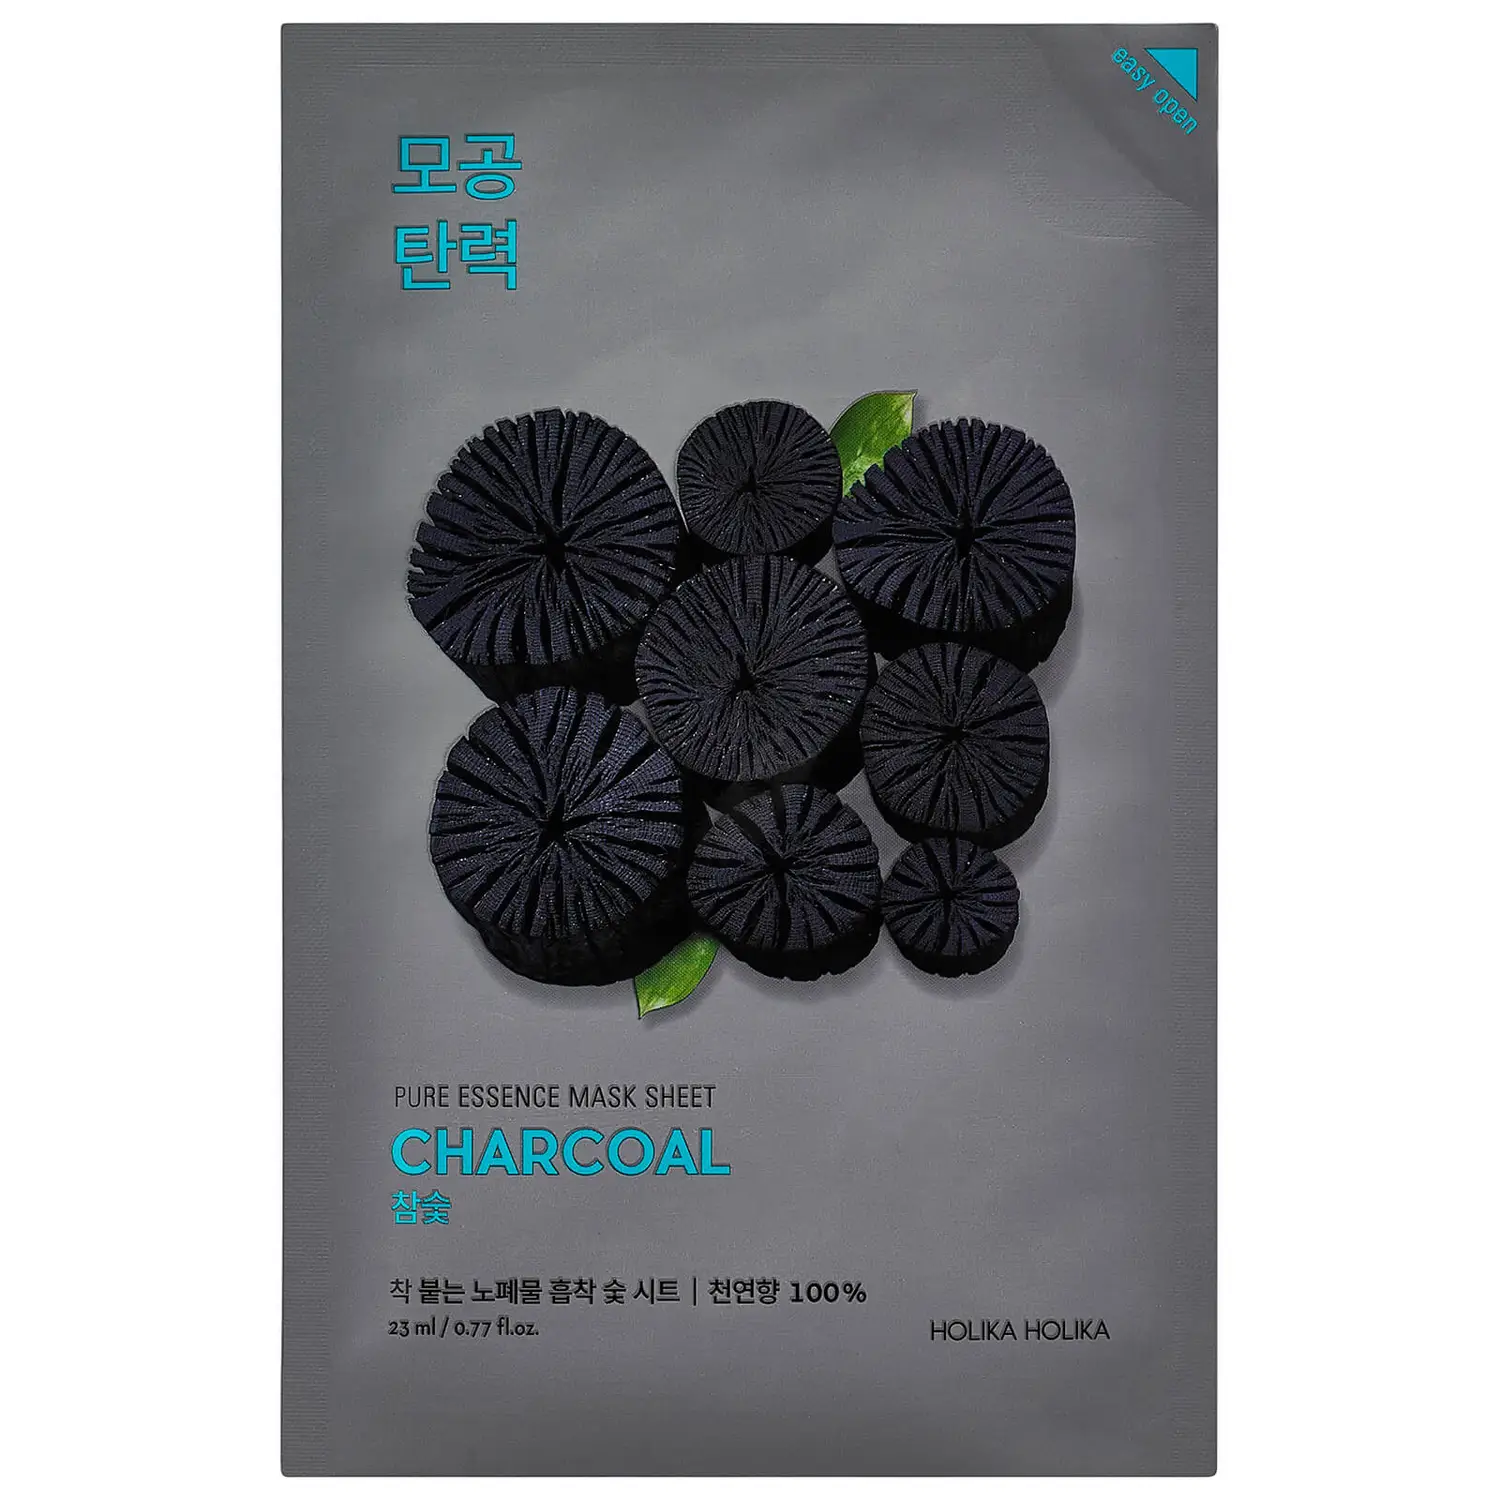 easy open
모공
탄력
PURE ESSENCE MASK SHEET
CHARCOAL
참숯
착 붙는 노폐물 흡착 숯 시트 | 천연향 100%
23 ml / 0.77 fl.oz.
HOLIKA HOLIKA